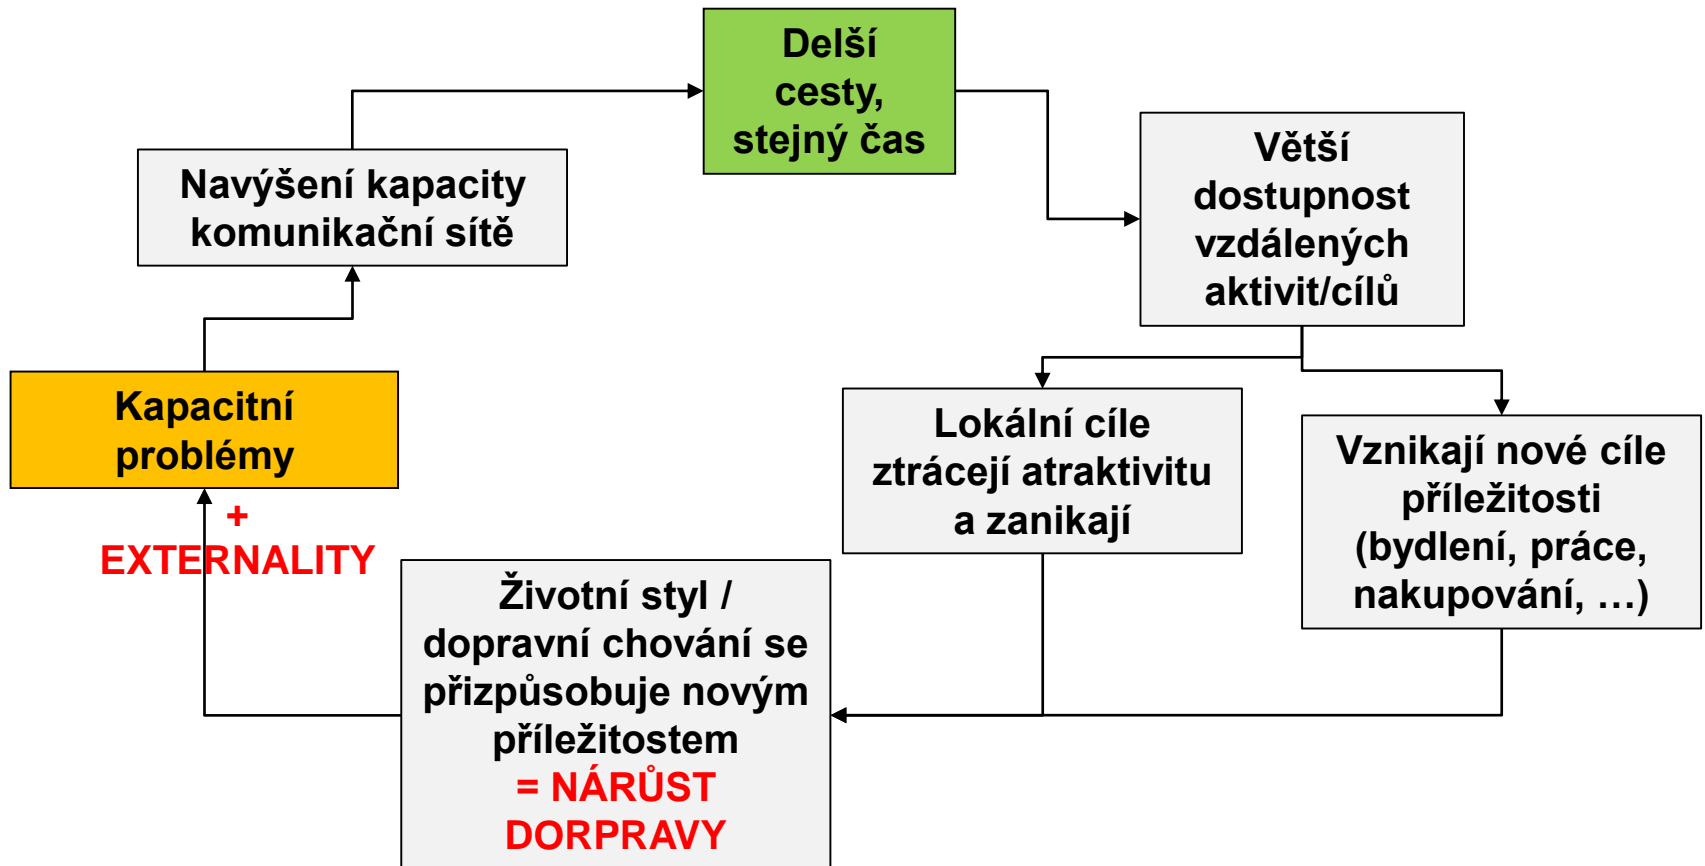 Delší
cesty,
stejný čas
Navýšení kapacity
komunikační sítě
Větší
dostupnost
vzdálených
aktivit/cílů
Kapacitní
problémy
+
EXTERNALITY
Lokální cíle
ztrácejí atraktivitu
a zanikají
Vznikají nové cíle
příležitosti
(bydlení, práce,
nakupování, …)
Životní styl /
dopravní chování se
přizpůsobuje novým
příležitostem
= NÁRŮST
DORPRAVY